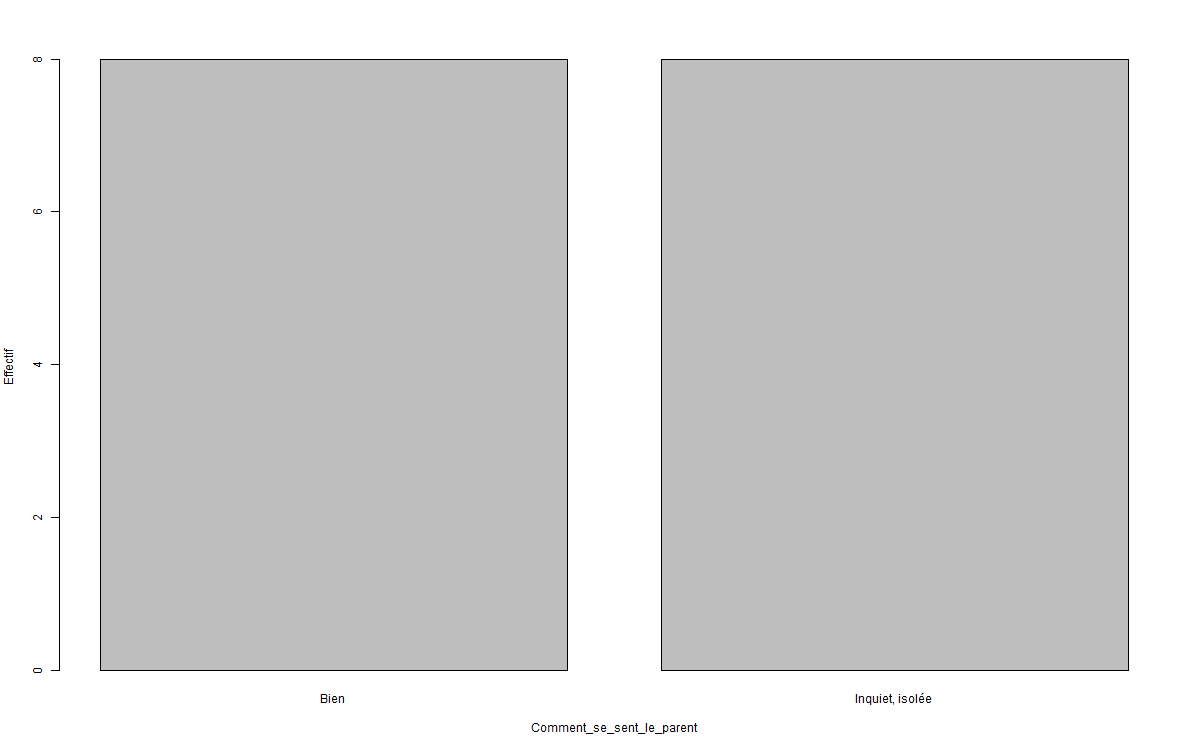 8
6
4
2
0
Effectif
Bien
Inquiet, isolée
Comment_se_sent_le_parent